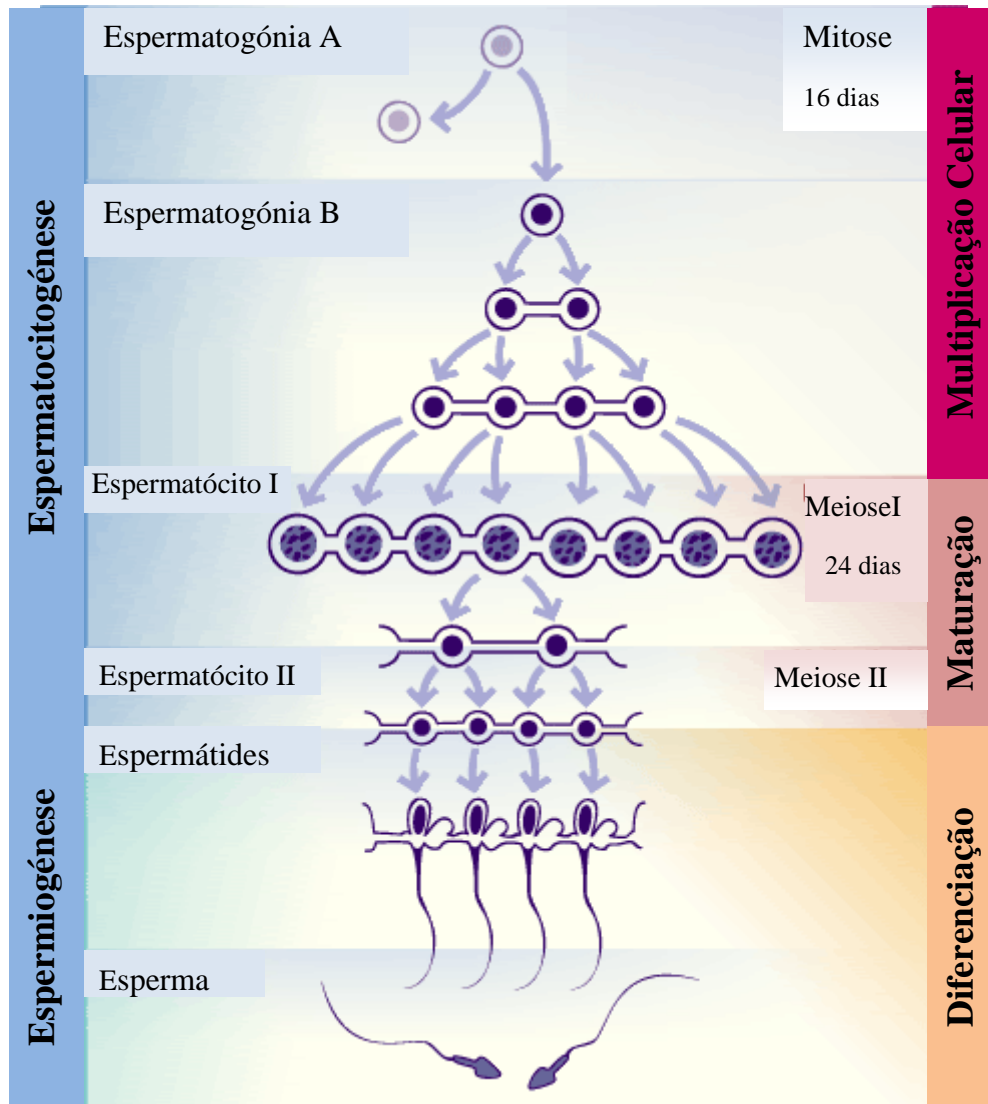 Espermatogónia A
Mitose
16 dias
Espermatogónia B
Espermatócito I
MeioseI
24 dias
Espermatócito II
Meiose II
Espermátides
Esperma
Espermatocitogénese
Espermiogénese
Multiplicação Celular
Maturação
Diferenciação